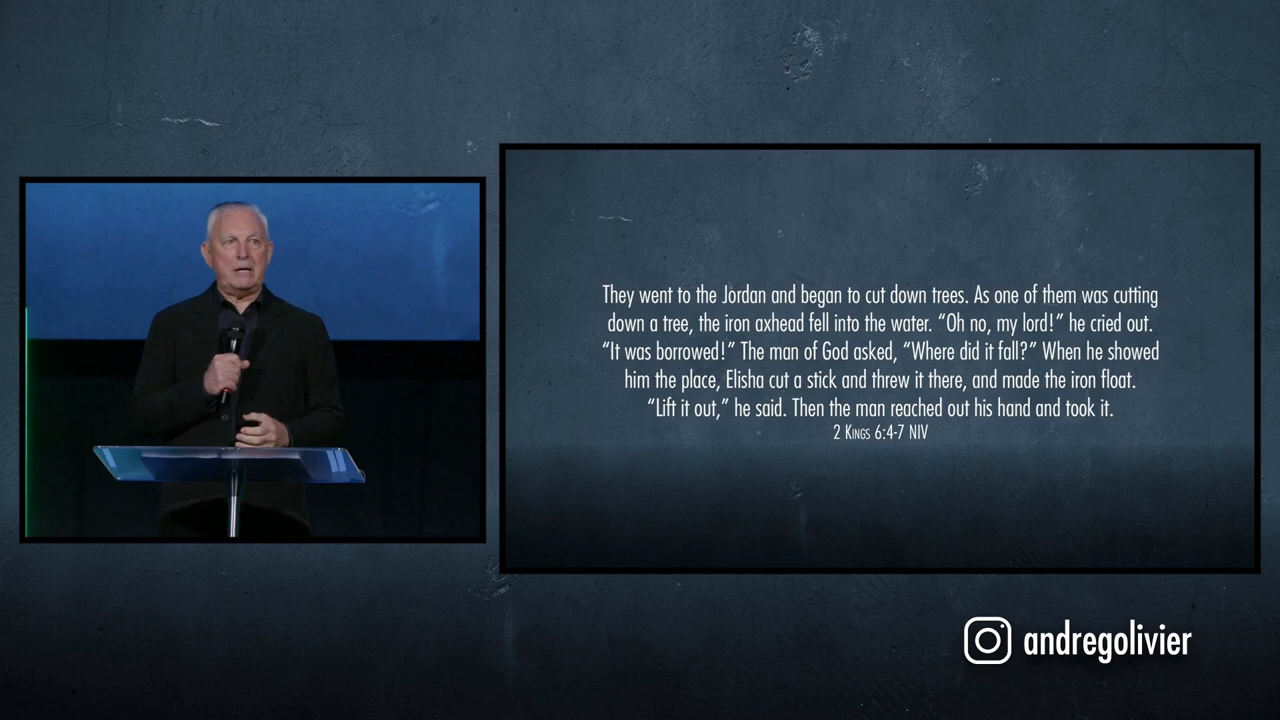 They went to the Jordan and began to cut down trees. As one of them was cutting
down a tree, the iron axhead fell into the water. “Oh no, my lord!” he cried out.
“It was borrowed!” The man of God asked, “Where did it fall?” When he showed
him the place, Elisha cut a stick and threw it there, and made the iron float.
“Lift it out,” he said. Then the man reached out his hand and took it.
2 Kings 6:4-7 NIV
andregolivier